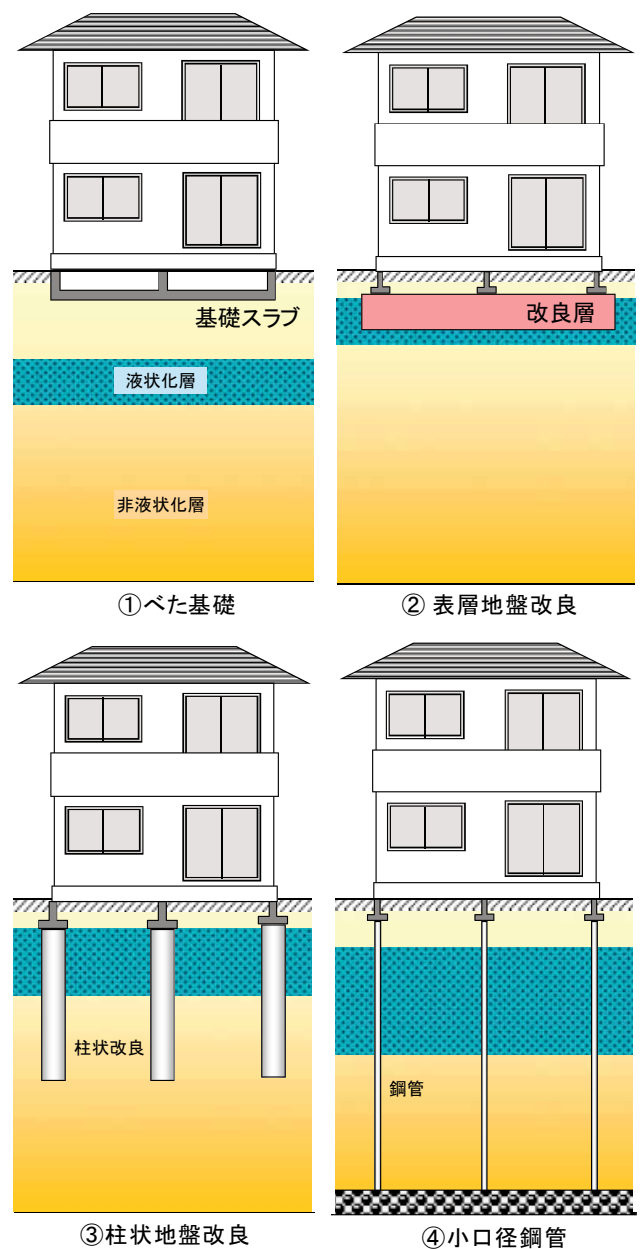 基礎スラブ
液状化層
非液状化層
①べた基礎
改良層
② 表層地盤改良
柱状改良
③柱状地盤改良
鋼管
④小口径鋼管